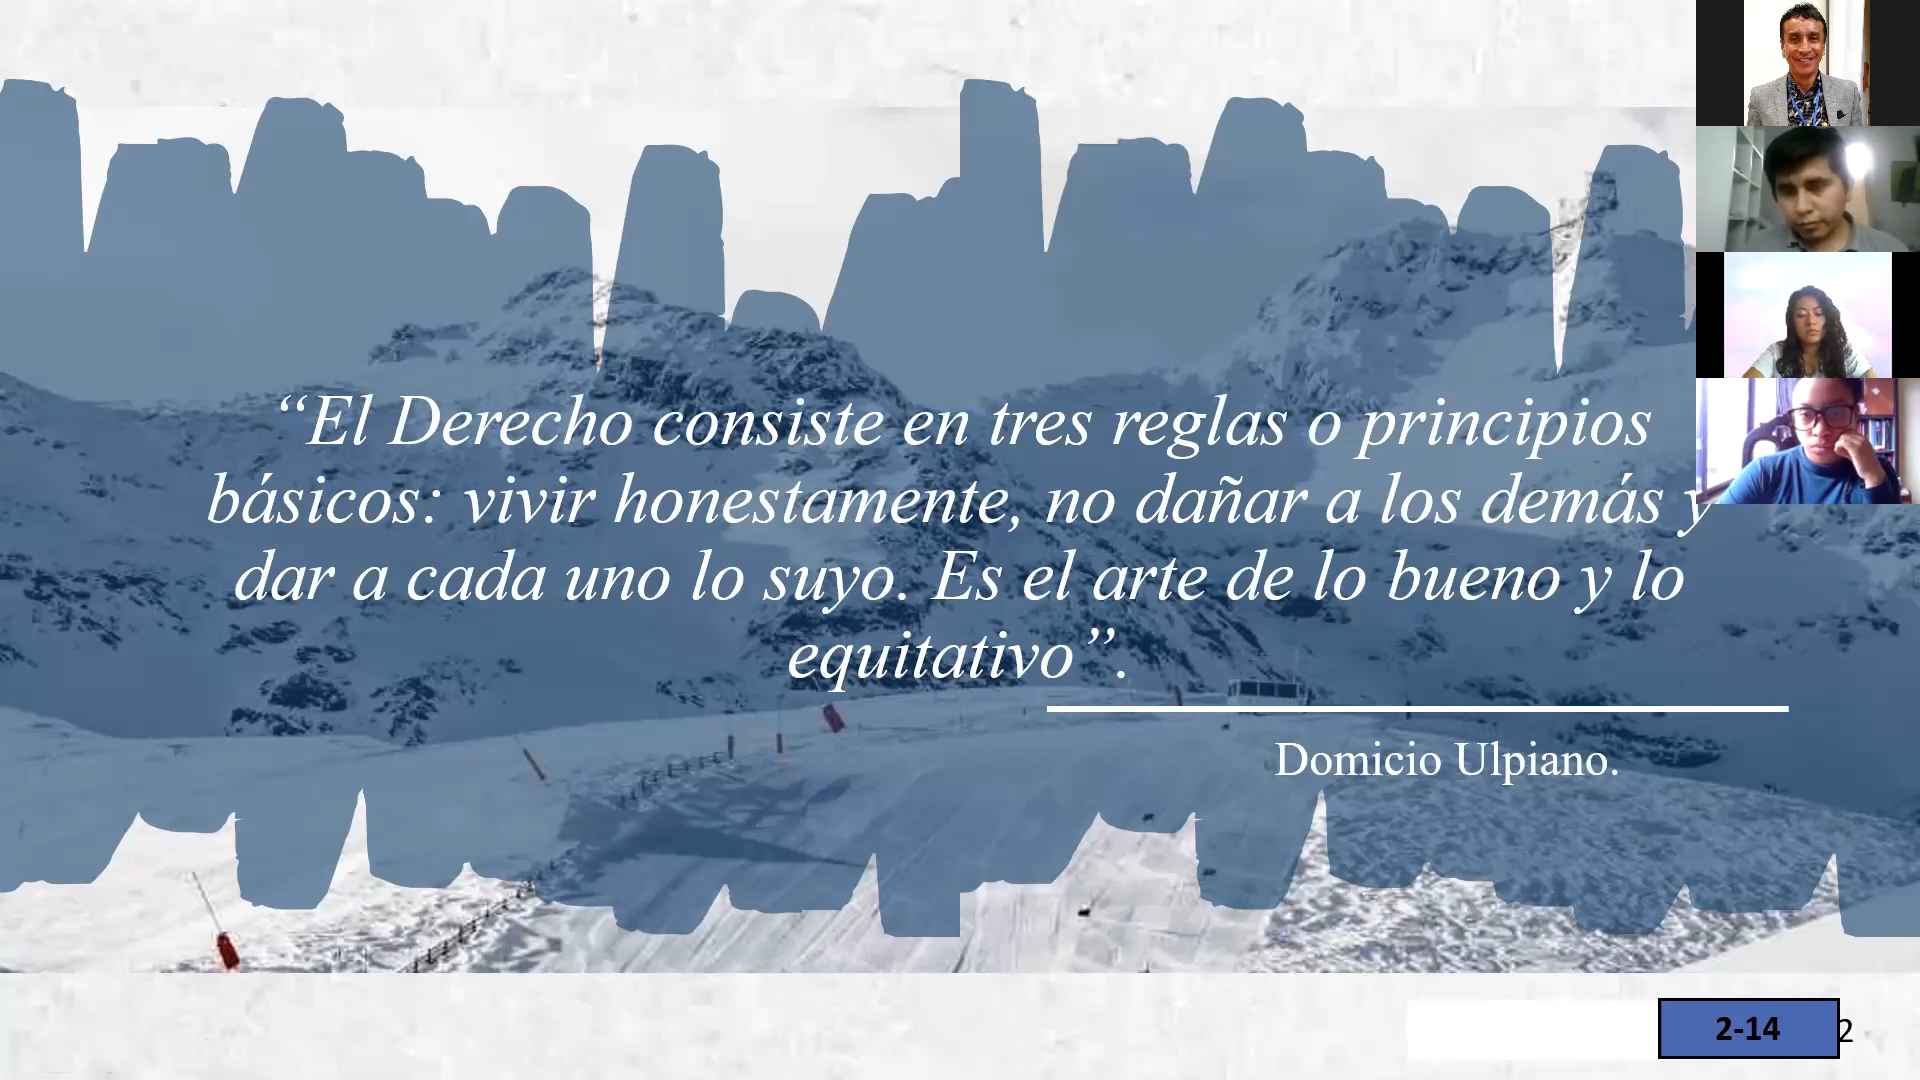 “El Derecho consiste en tres reglas o principios
básicos: vivir honestamente, no dañar a los demás y
dar a cada uno lo suyo. Es el arte de lo bueno y lo
equitativo”.
Domicio Ulpiano.
2-14
2